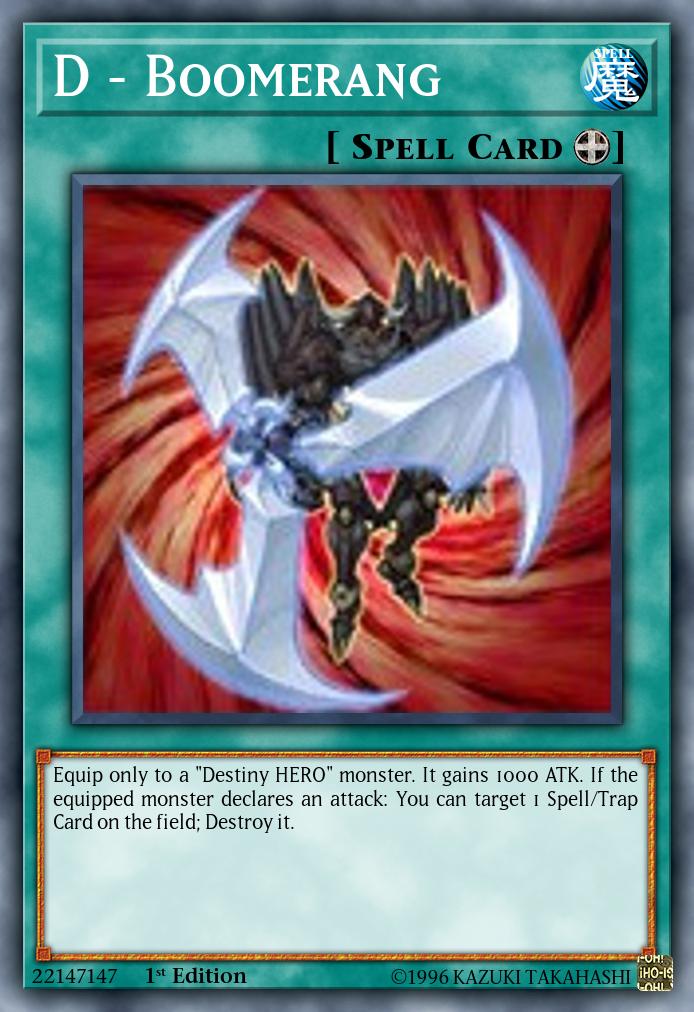 D - Boomerang
SPELL
魔
[ Spell Card ]
Equip only to a "Destiny HERO" monster. It gains 1000 ATK. If the
equipped monster declares an attack: You can target 1 Spell/Trap
Card on the field; Destroy it.
22147147 1st Edition ©1996 KAZUKI TAKAHASHI